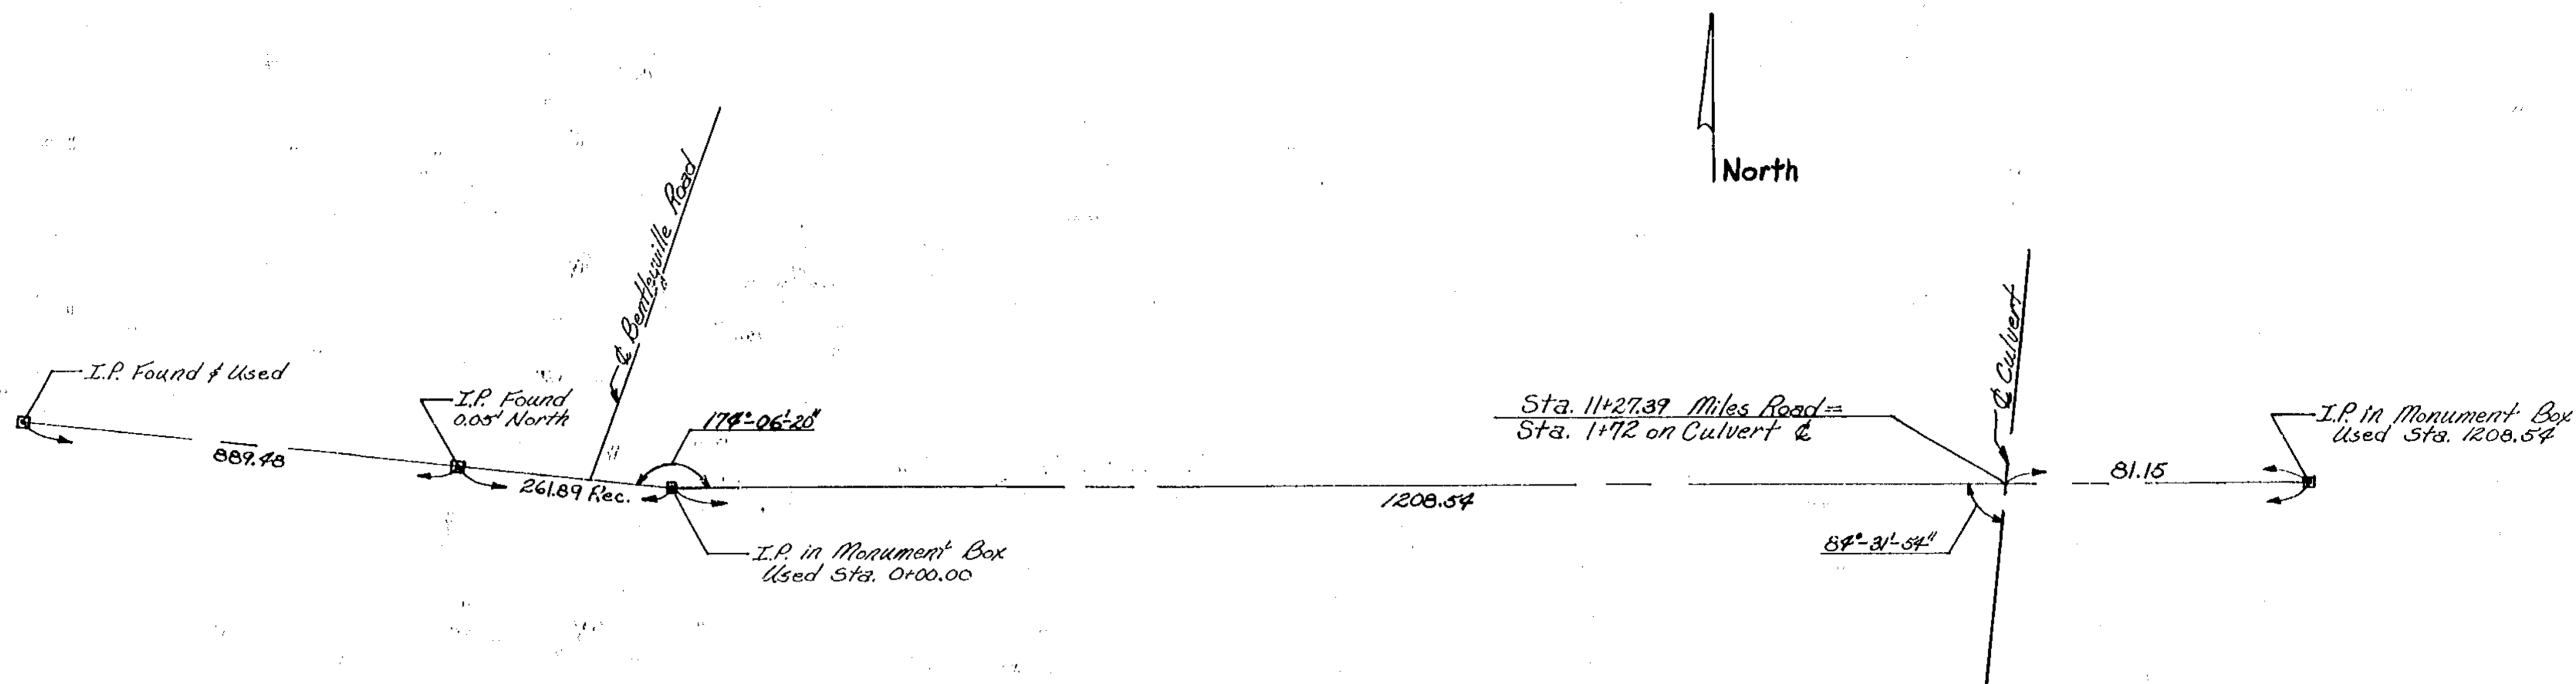 North
℄ Bentleyville Road
℄ Culvert
I.P. Found & Used
I.P. Found
0.05' North
174°-06'-20"
Sta. 11+27.39 Miles Road =
Sta. 1+72 on Culvert ℄
I.P. in Monument Box
Used Sta. 1208.54
889.48
261.89 Rec.
1208.54
81.15
84°-31'-54"
I.P. in Monument Box
Used Sta. 0+00.00